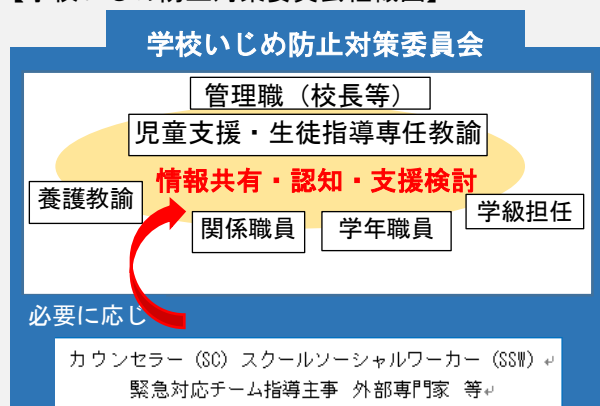 学校いじめ防止対策委員会
管理職（校長等）
児童支援・生徒指導専任教諭
情報共有・認知・支援検討
養護教諭
学級担任
関係職員
学年職員
必要に応じ
カウンセラー（SC）スクールソーシャルワーカー（SSW）
緊急対応チーム指導主事 外部専門家 等